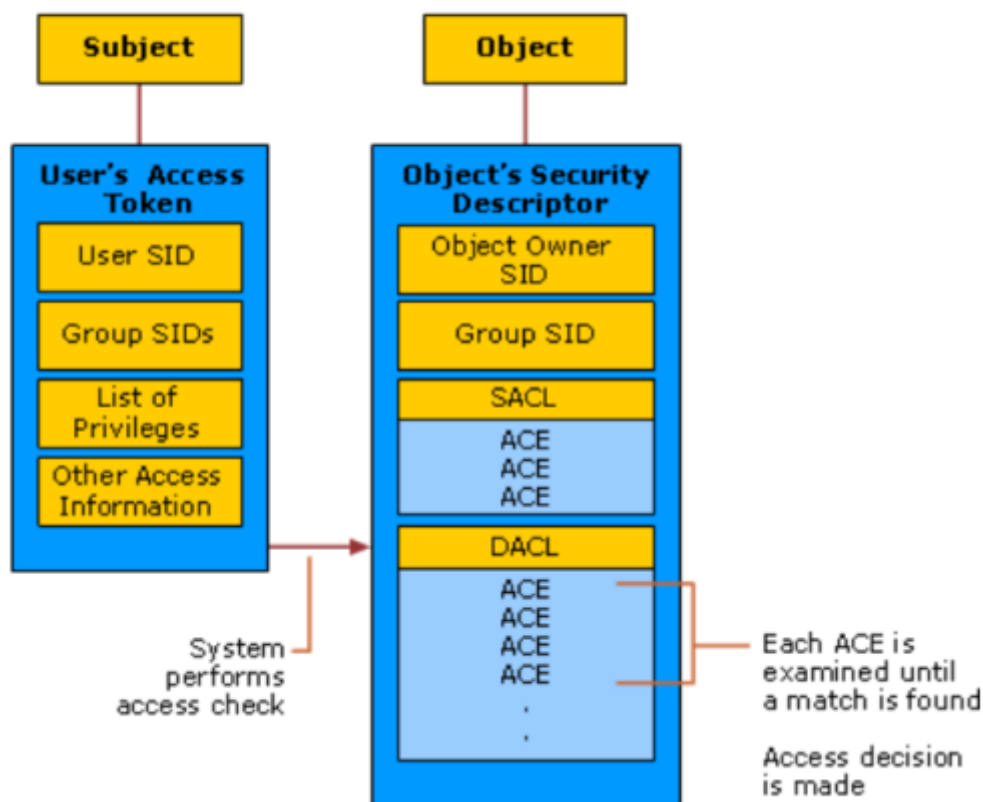 Subject
Object
User's Access
Token
User SID
Group SIDs
List of
Privileges
Other Access
Information
Object's Security
Descriptor
Object Owner
SID
Group SID
SACL
ACE
ACE
ACE
DACL
ACE
ACE
ACE
ACE
.
.
System
performs
access check
Each ACE is
examined until
a match is found
Access decision
is made